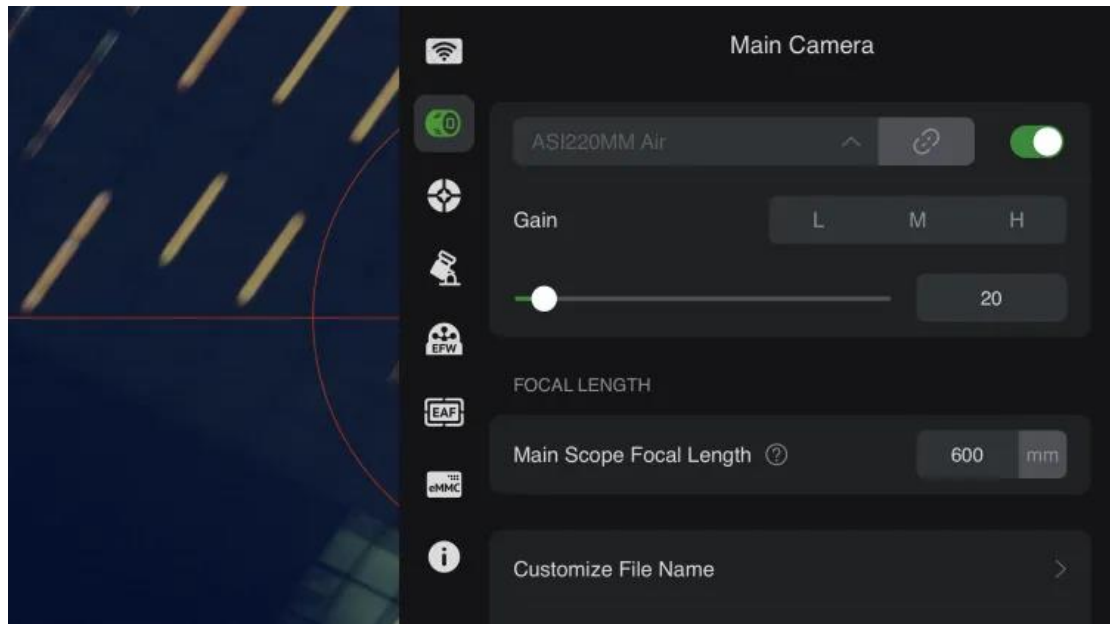 Main Camera
ASI220MM Air
Gain
L M H
20
EFW
FOCAL LENGTH
EAF
Main Scope Focal Length ?
600 mm
eMMC
i
Customize File Name